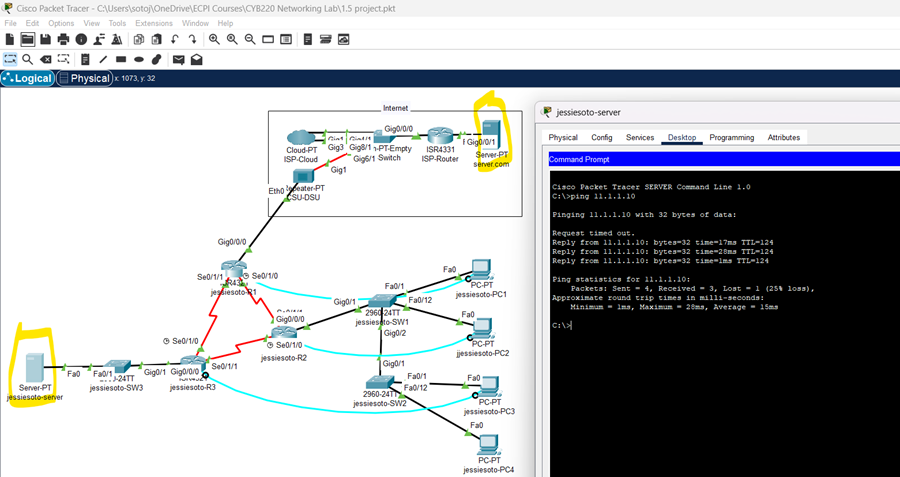 Cisco Packet Tracer - C:\Users\sotoj\OneDrive\ECPI Courses\CYB220 Networking Lab\1.5 project.pkt
File Edit Options View Tools Extensions Window Help
Logical Physical x: 1073, y: 32
Internet
Cloud-PT
ISP-Cloud
Gig1
Gig3
Gig8/1
Gig6/1
Gig0/0/0
-PT-Empty
Switch
ISR4331
ISP-Router
Gig0/0/1
Server-PT
server.com
Gig1
epeater-PT
CSU-DSU
Eth0
Gig0/0/0
Se0/1/1
Se0/1/0
jessiesoto-R1
Gig0/0/0
Se0/1/0
jessiesoto-R2
Gig0/1
Fa0/1
Fa0/12
2960-24TT
jessiesoto-SW1
Gig0/2
Fa0
PC-PT
jessiesoto-PC1
Fa0
PC-PT
jjessiesoto-PC2
Gig0/1
Fa0/1
Fa0/12
2960-24TT
jessiesoto-SW2
Fa0
PC-PT
jessiesoto-PC3
Fa0
PC-PT
jessiesoto-PC4
Se0/1/0
Se0/1/1
Gig0/0/0
jessiesoto-R3
Gig0/1
Fa0/1
-24TT
jessiesoto-SW3
Fa0
Server-PT
jessiesoto-server
jessiesoto-server
Physical Config Services Desktop Programming Attributes
Command Prompt
Cisco Packet Tracer SERVER Command Line 1.0
C:\>ping 11.1.1.10
Pinging 11.1.1.10 with 32 bytes of data:
Request timed out.
Reply from 11.1.1.10: bytes=32 time=17ms TTL=124
Reply from 11.1.1.10: bytes=32 time=28ms TTL=124
Reply from 11.1.1.10: bytes=32 time=1ms TTL=124
Ping statistics for 11.1.1.10:
Packets: Sent = 4, Received = 3, Lost = 1 (25% loss),
Approximate round trip times in milli-seconds:
Minimum = 1ms, Maximum = 28ms, Average = 15ms
C:\>